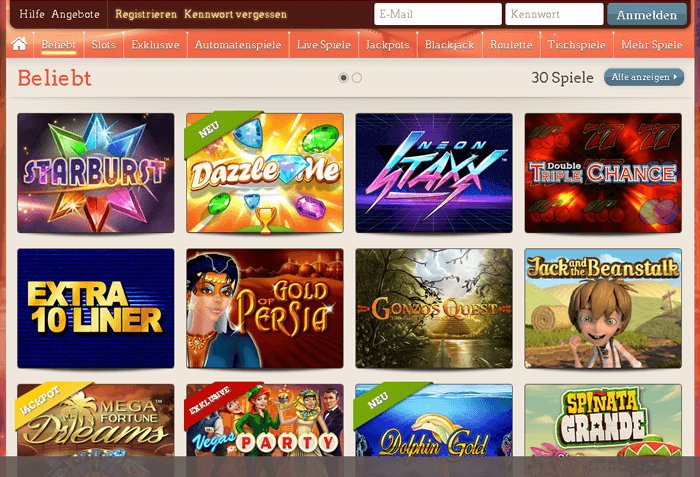 Hilfe Angebote Registrieren Kennwort vergessen E-Mail Kennwort Anmelden
Beliebt Slots Exklusive Automatenspiele Live Spiele Jackpots Blackjack Roulette Tischspiele Mehr Spiele
Beliebt 30 Spiele Alle anzeigen
STARBURST
NEU
Dazzle Me
NEON
STAXX™
Double
TRIPLE CHANCE
EXTRA
10 LINER
GOLD
OF
PERSIA
GONZO'S QUEST
Jack and
the Beanstalk
JACKPOT
MEGA
FORTUNE
Dreams™
EXKLUSIVE
Vegas
PARTY
NEU
Dolphin Gold
SPIÑATA
GRANDE